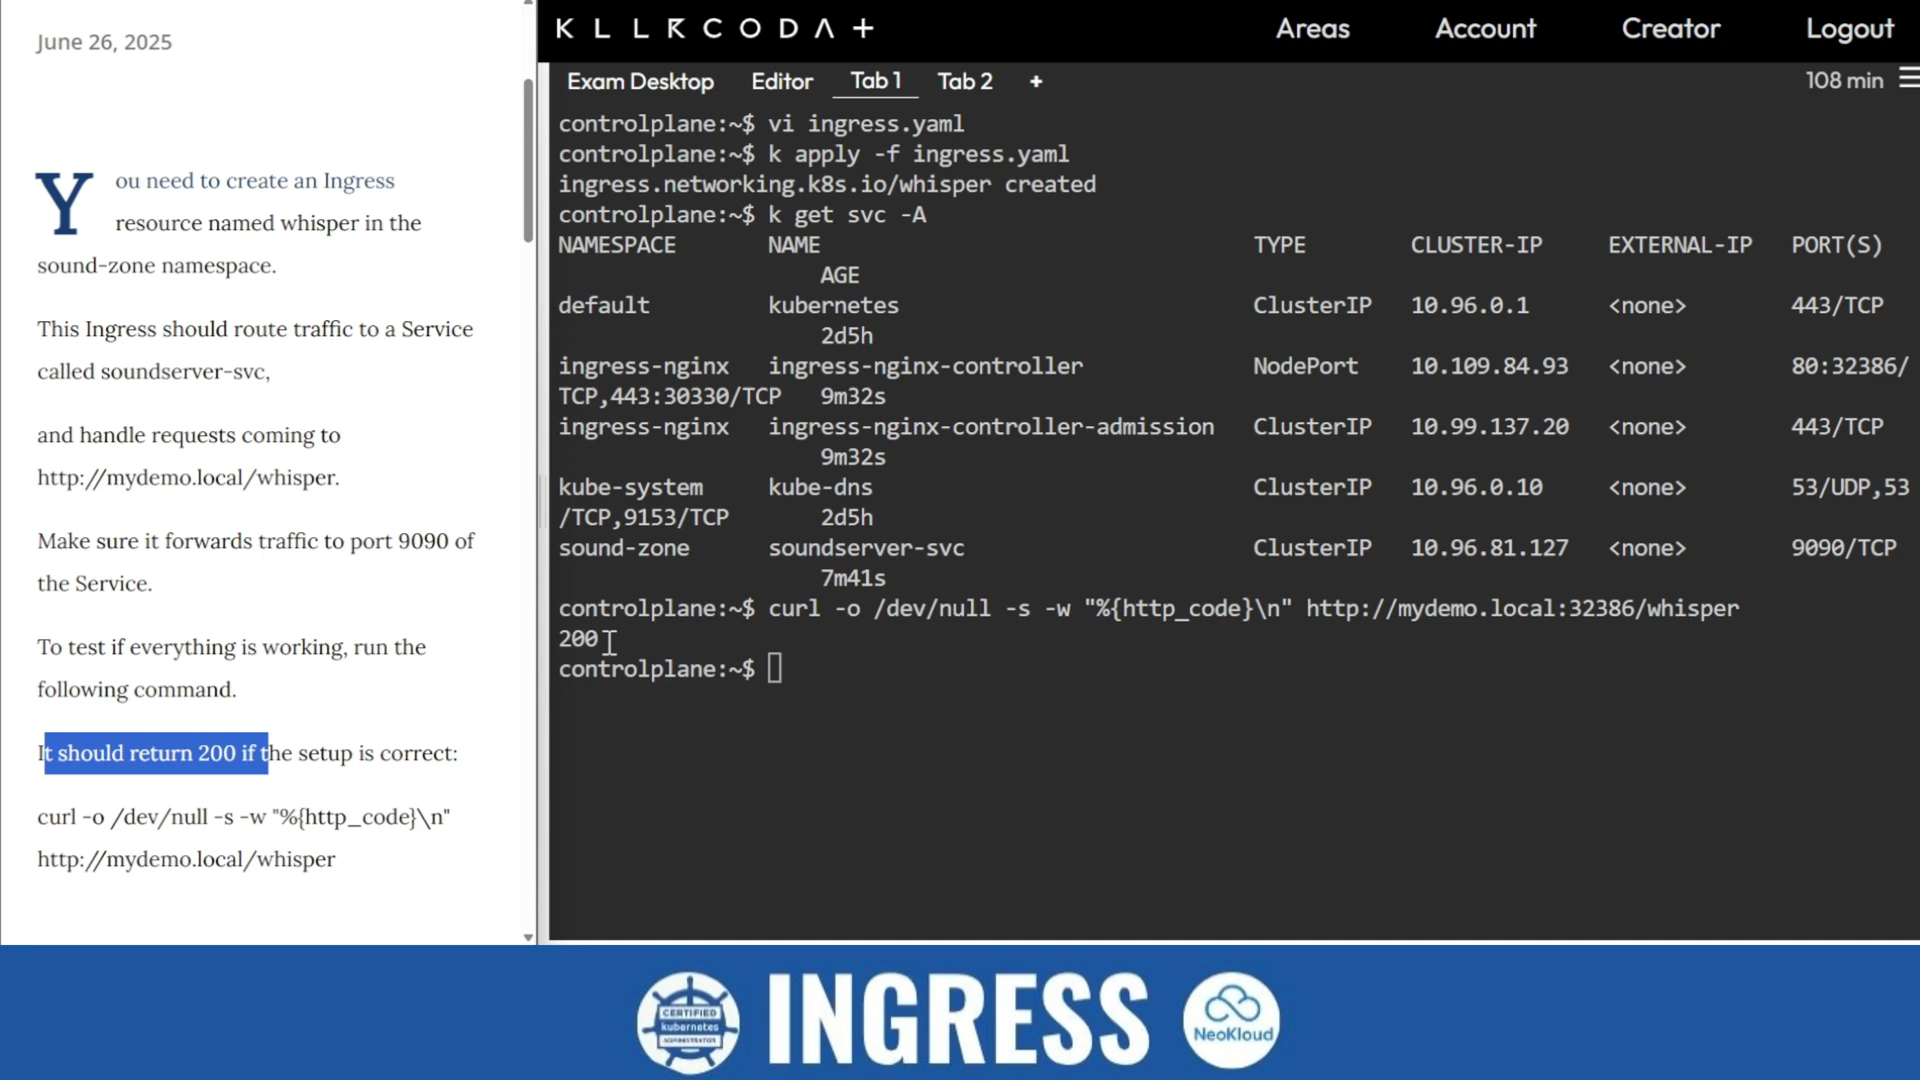 June 26, 2025
You need to create an Ingress
resource named whisper in the
sound-zone namespace.
This Ingress should route traffic to a Service
called soundserver-svc,
and handle requests coming to
http://mydemo.local/whisper.
Make sure it forwards traffic to port 9090 of
the Service.
To test if everything is working, run the
following command.
It should return 200 if the setup is correct:
curl -o /dev/null -s -w "%{http_code}\n"
http://mydemo.local/whisper
KLLRCODA+
Areas Account Creator Logout
Exam Desktop Editor Tab 1 Tab 2 + 108 min
controlplane:~$ vi ingress.yaml
controlplane:~$ k apply -f ingress.yaml
ingress.networking.k8s.io/whisper created
controlplane:~$ k get svc -A
NAMESPACE NAME TYPE CLUSTER-IP EXTERNAL-IP PORT(S)
AGE
default kubernetes ClusterIP 10.96.0.1 <none> 443/TCP
2d5h
ingress-nginx ingress-nginx-controller NodePort 10.109.84.93 <none> 80:32386/
TCP,443:30330/TCP 9m32s
ingress-nginx ingress-nginx-controller-admission ClusterIP 10.99.137.20 <none> 443/TCP
9m32s
kube-system kube-dns ClusterIP 10.96.0.10 <none> 53/UDP,53
/TCP,9153/TCP 2d5h
sound-zone soundserver-svc ClusterIP 10.96.81.127 <none> 9090/TCP
7m41s
controlplane:~$ curl -o /dev/null -s -w "%{http_code}\n" http://mydemo.local:32386/whisper
200
controlplane:~$
CERTIFIED
kubernetes
ADMINISTRATOR
INGRESS
NeoKloud